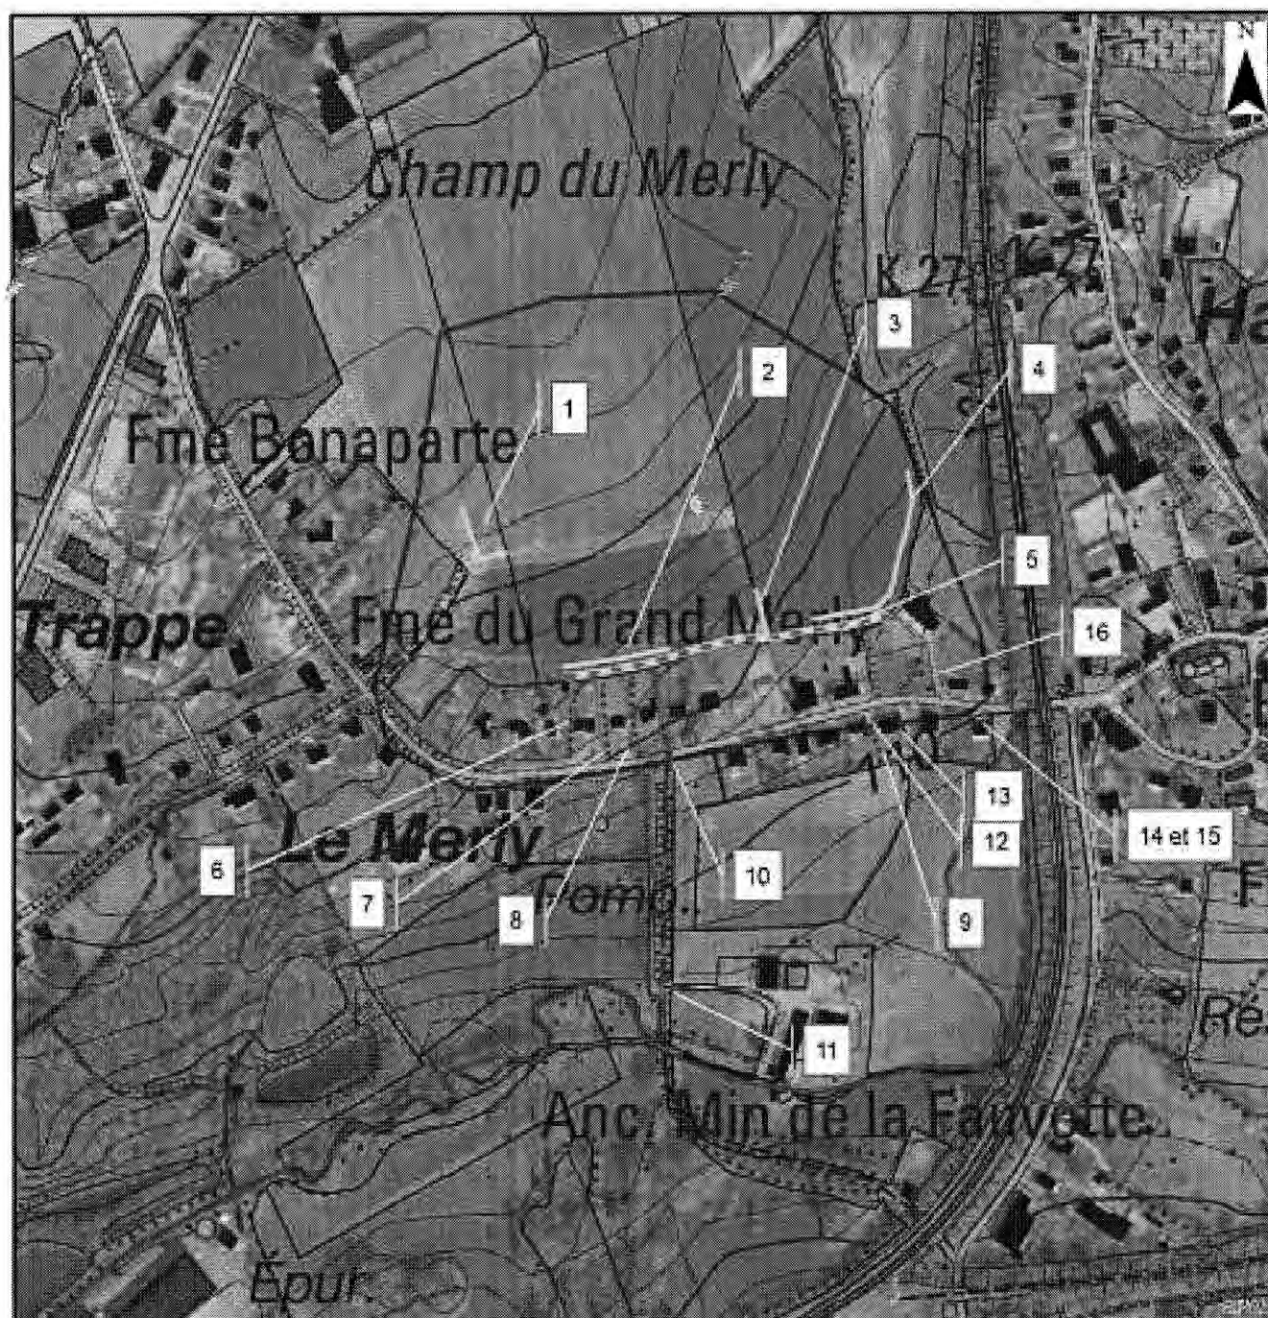 N
Champ du Merly
K 27
3
2
4
1
Fme Bonaparte
5
Trappe
Fme du Grand Merly
16
13
Le Merly
12
14 et 15
6
10
7
8
9
F
Ré
11
Anc. Min de la Fauvette
Épur.